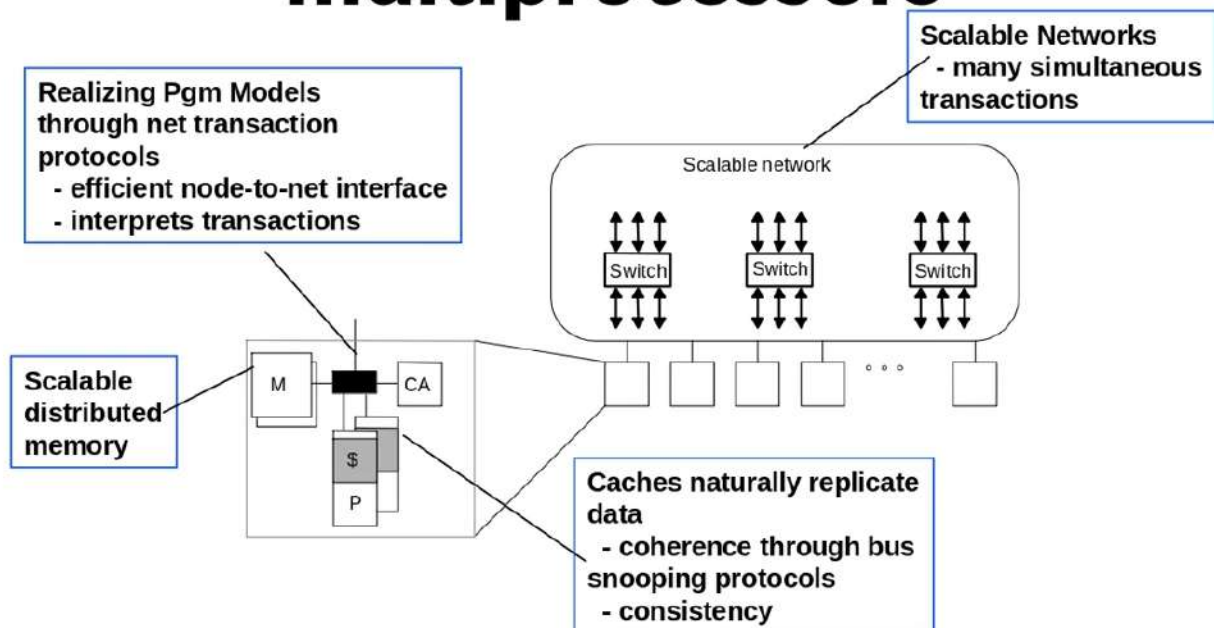 multiprocessors
Scalable Networks
- many simultaneous
transactions
Realizing Pgm Models
through net transaction
protocols
- efficient node-to-net interface
- interprets transactions
Scalable network
Switch
Switch
Switch
Scalable
distributed
memory
M
CA
$
P
Caches naturally replicate
data
- coherence through bus
snooping protocols
- consistency